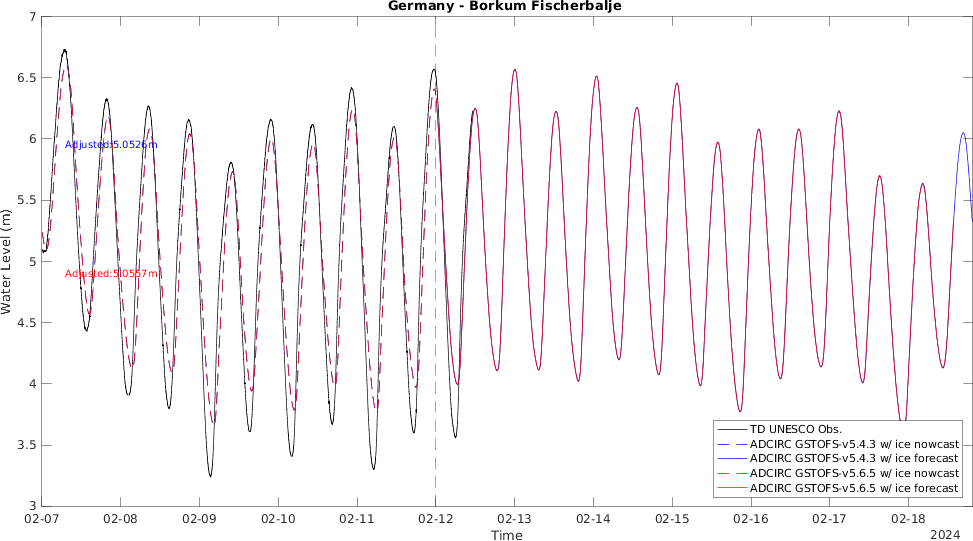 Germany - Borkum Fischerbalje
7
6.5
6
5.5
5
4.5
4
3.5
3
Water Level (m)
Adjusted:5.0526m
Adjusted:5.0557m
TD UNESCO Obs.
ADCIRC GSTOFS-v5.4.3 w/ ice nowcast
ADCIRC GSTOFS-v5.4.3 w/ ice forecast
ADCIRC GSTOFS-v5.6.5 w/ ice nowcast
ADCIRC GSTOFS-v5.6.5 w/ ice forecast
02-07 02-08 02-09 02-10 02-11 02-12 02-13 02-14 02-15 02-16 02-17 02-18
Time
2024